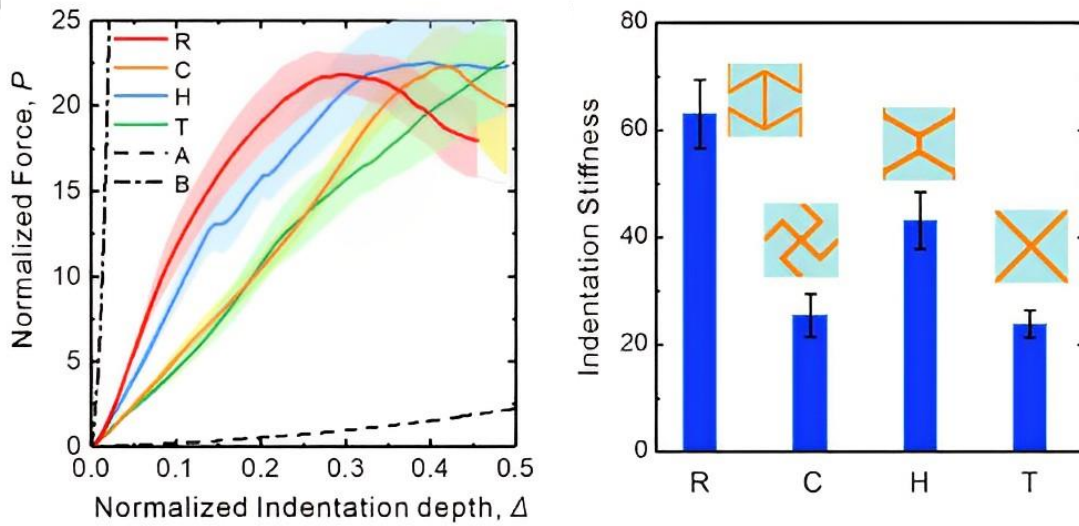 25
20
15
10
5
0
0.0 0.1 0.2 0.3 0.4 0.5
Normalized Force, P
Normalized Indentation depth, Δ
R
C
H
T
A
B
80
60
40
20
0
Indentation Stiffness
R C H T